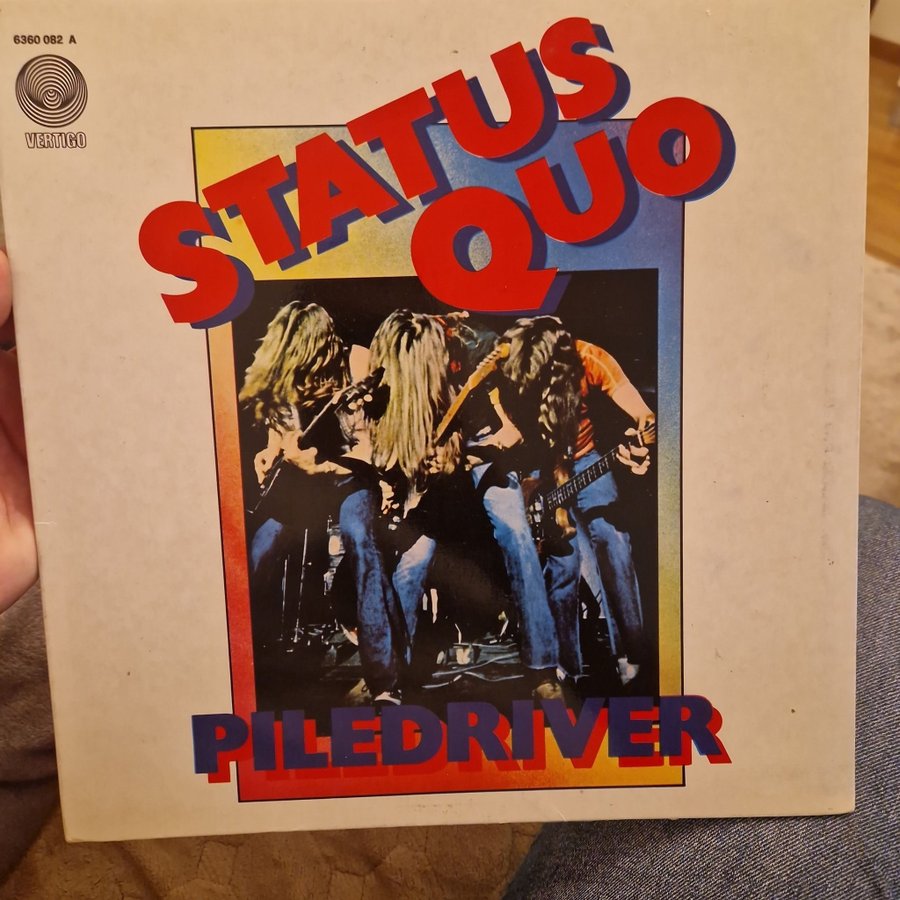 6360 082 A
VERTIGO
STATUS
QUO
PILEDRIVER